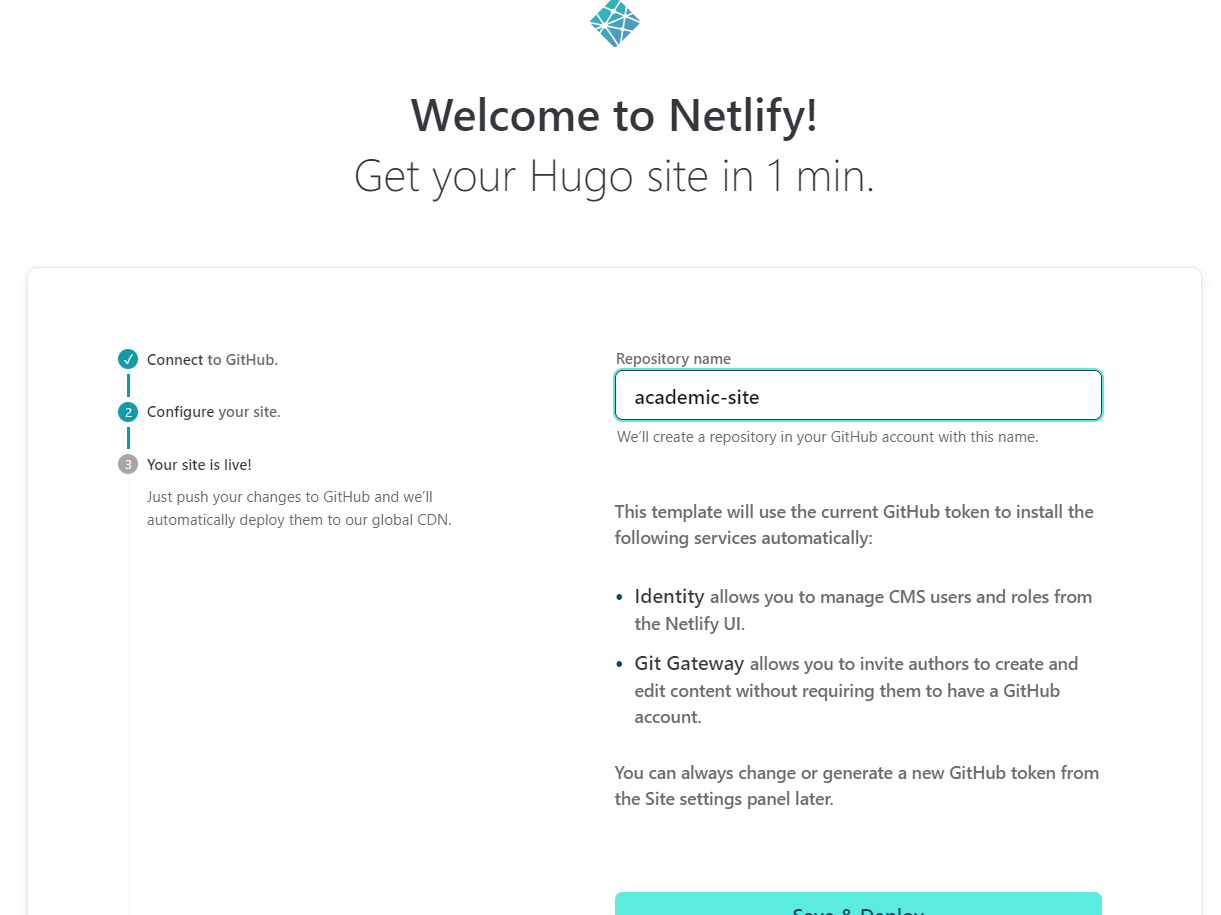 Welcome to Netlify!
Get your Hugo site in 1 min.
Connect to GitHub.
2 Configure your site.
3 Your site is live!
Just push your changes to GitHub and we'll
automatically deploy them to our global CDN.
Repository name
academic-site
We'll create a repository in your GitHub account with this name.
This template will use the current GitHub token to install the
following services automatically:
• Identity allows you to manage CMS users and roles from
the Netlify UI.
• Git Gateway allows you to invite authors to create and
edit content without requiring them to have a GitHub
account.
You can always change or generate a new GitHub token from
the Site settings panel later.
Save & Deploy